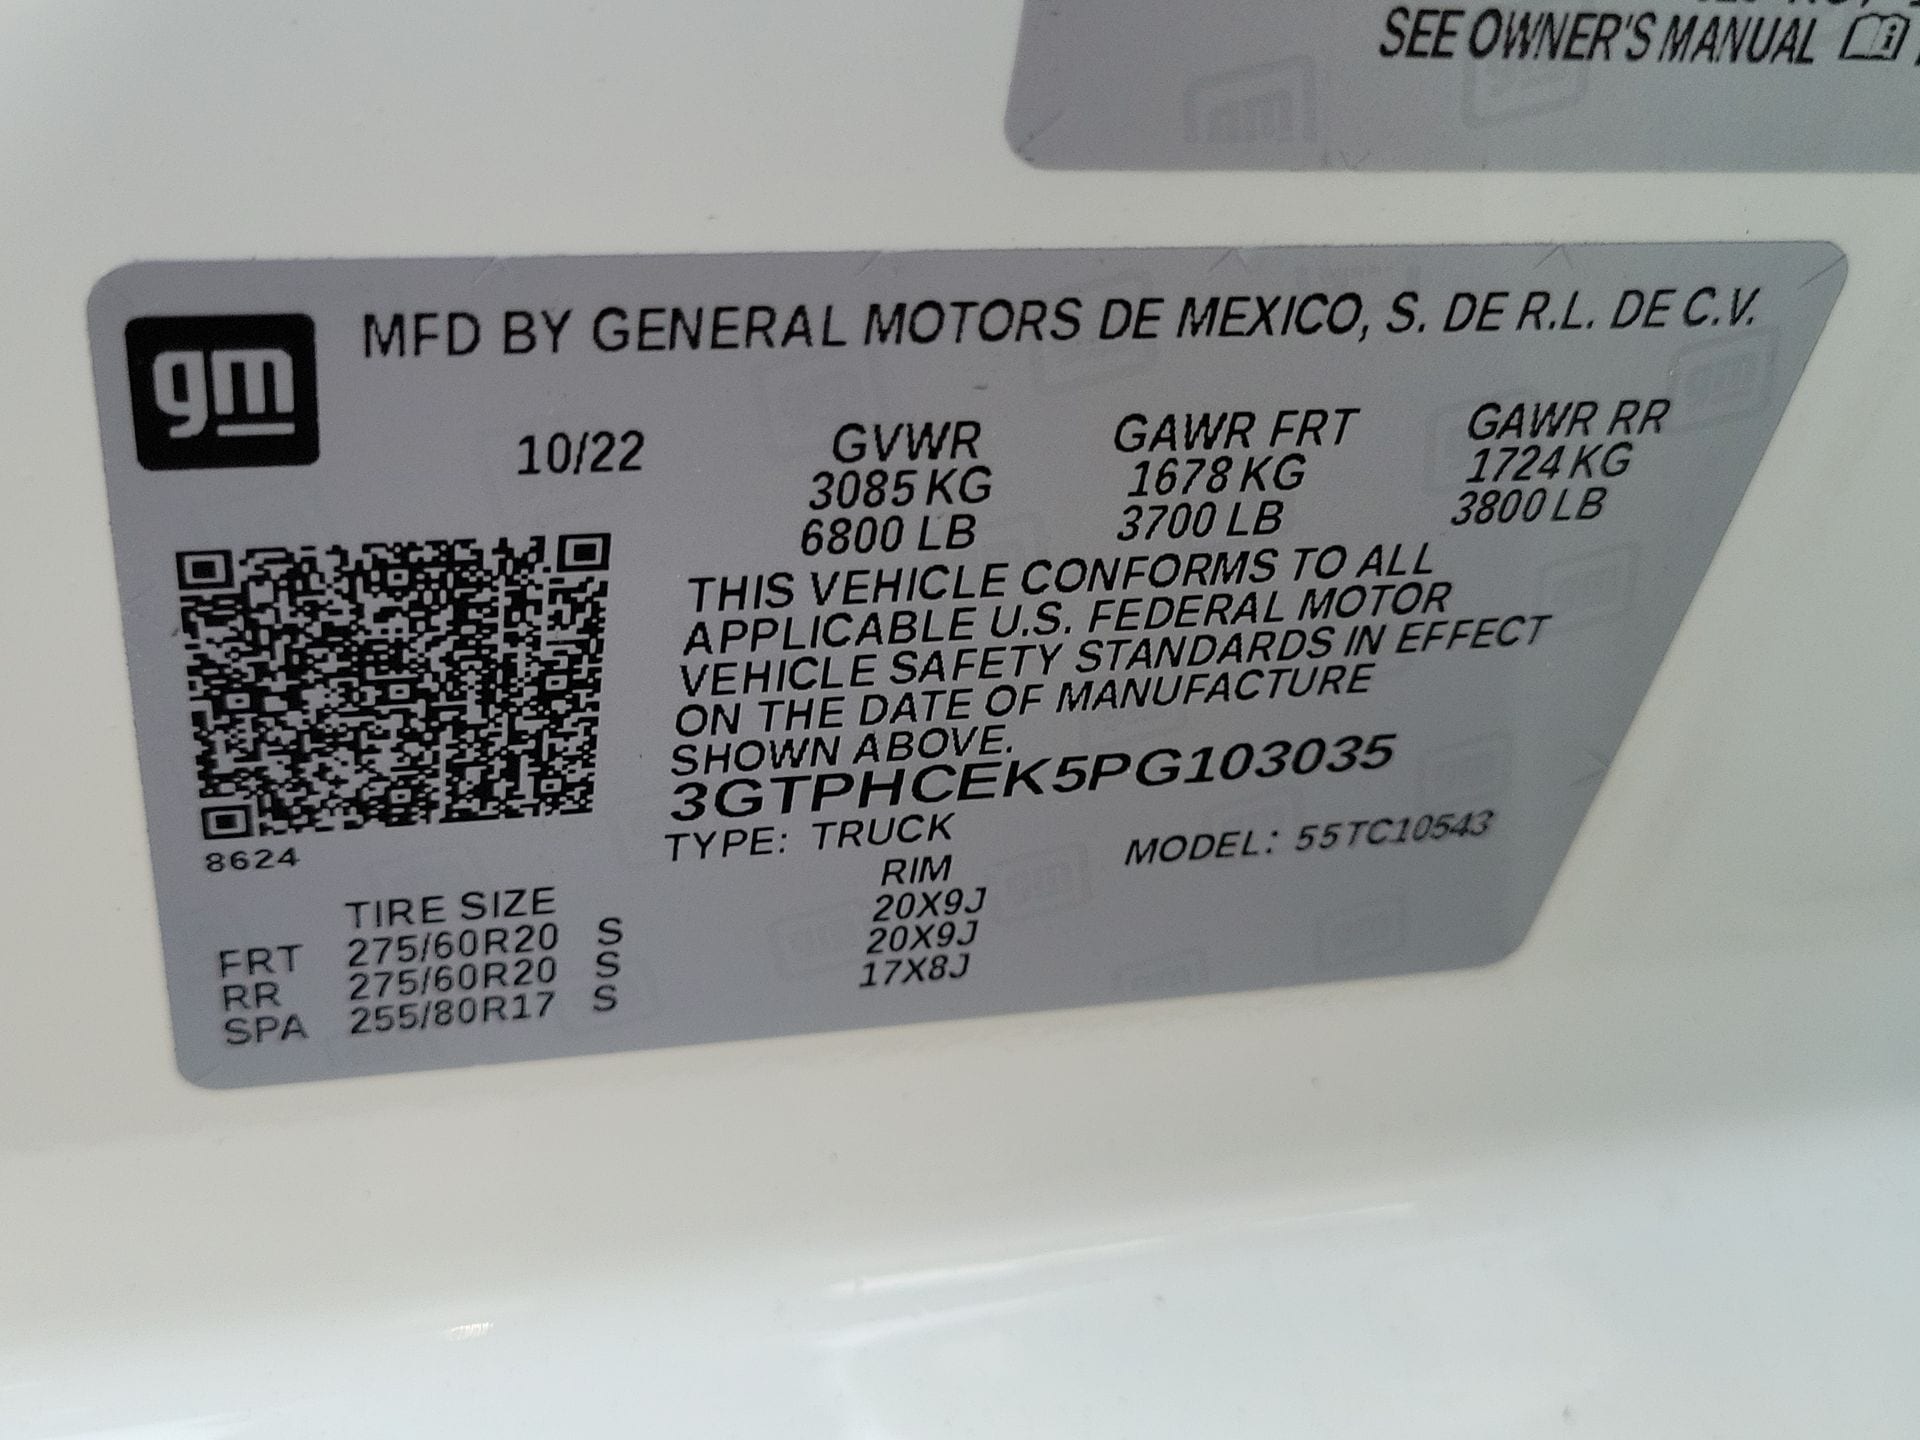 SEE OWNER'S MANUAL
gm
MFD BY GENERAL MOTORS DE MEXICO, S. DE R.L. DE C.V.
10/22 GVWR GAWR FRT GAWR RR
3085 KG 1678 KG 1724 KG
6800 LB 3700 LB 3800 LB
THIS VEHICLE CONFORMS TO ALL
APPLICABLE U.S. FEDERAL MOTOR
VEHICLE SAFETY STANDARDS IN EFFECT
ON THE DATE OF MANUFACTURE
SHOWN ABOVE.
3GTPHCEK5PG103035
TYPE: TRUCK MODEL: 55TC10543
8624
TIRE SIZE RIM
FRT 275/60R20 S 20X9J
RR 275/60R20 S 20X9J
SPA 255/80R17 S 17X8J